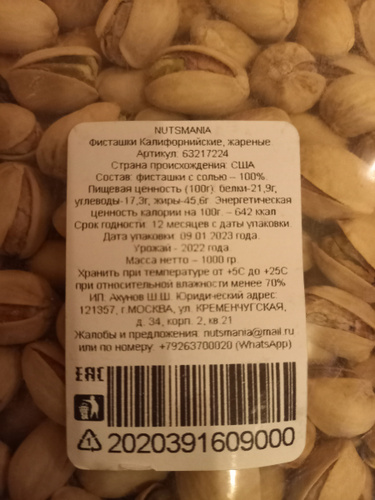 NUTSMANIA
Фисташки Калифорнийские, жареные
Артикул: 63217224
Страна происхождения: США
Состав: фисташки с солью – 100%
Пищевая ценность (100г): белки-21,9г,
углеводы-17,3г, жиры-45,6г. Энергетическая
ценность калории на 100г. – 642 ккал
Срок годности: 12 месяцев с даты упаковки.
Дата упаковки: 09.01.2023 года.
Урожай - 2022 года
Масса нетто – 1000 гр
Хранить при температуре от +5С до +25С
при относительной влажности менее 70%
ИП: Ахунов Ш.Ш. Юридический адрес:
121357, г.МОСКВА, ул. КРЕМЕНЧУГСКАЯ,
д. 34, корп. 2, кв.21
Жалобы и предложения: nutsmania@mail.ru
или по номеру: +79263700020 (WhatsApp)
EAC
2020391609000